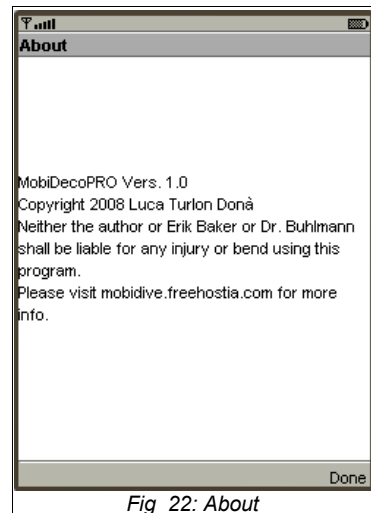 About
MobiDecoPRO Vers. 1.0
Copyright 2008 Luca Turlon Donà
Neither the author or Erik Baker or Dr. Buhlmann
shall be liable for any injury or bend using this
program.
Please visit mobidive.freehostia.com for more
info.
Done
Fig 22: About